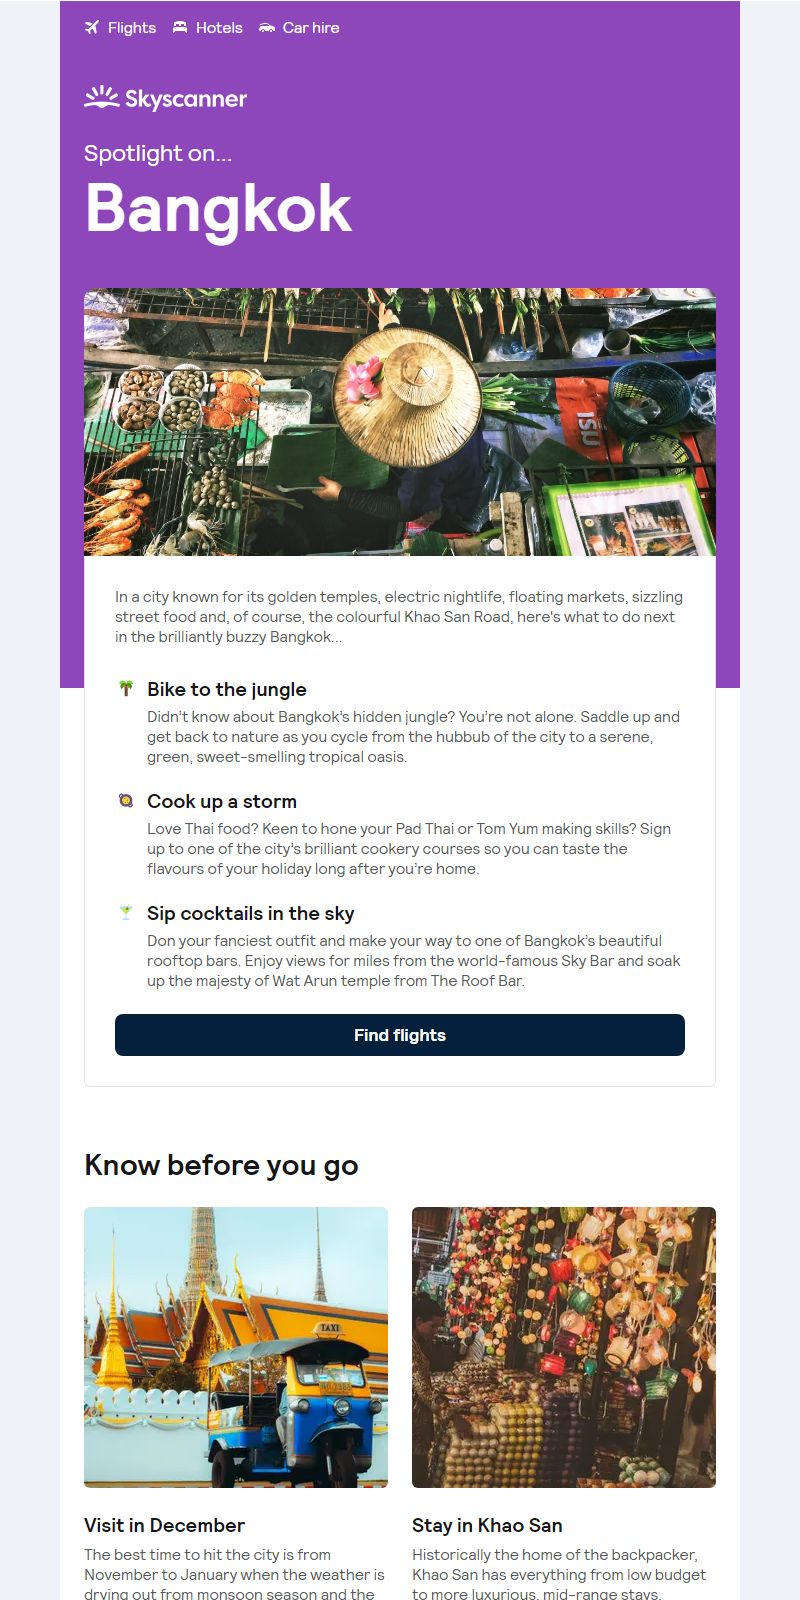 Flights Hotels Car hire
Skyscanner
Spotlight on...
Bangkok
In a city known for its golden temples, electric nightlife, floating markets, sizzling
street food and, of course, the colourful Khao San Road, here's what to do next
in the brilliantly buzzy Bangkok...
Bike to the jungle
Didn’t know about Bangkok’s hidden jungle? You’re not alone. Saddle up and
get back to nature as you cycle from the hubbub of the city to a serene,
green, sweet-smelling tropical oasis.
Cook up a storm
Love Thai food? Keen to hone your Pad Thai or Tom Yum making skills? Sign
up to one of the city’s brilliant cookery courses so you can taste the
flavours of your holiday long after you’re home.
Sip cocktails in the sky
Don your fanciest outfit and make your way to one of Bangkok’s beautiful
rooftop bars. Enjoy views for miles from the world-famous Sky Bar and soak
up the majesty of Wat Arun temple from The Roof Bar.
Find flights
Know before you go
TAXI
Visit in December
The best time to hit the city is from
November to January when the weather is
drying out from monsoon season and the
Stay in Khao San
Historically the home of the backpacker,
Khao San has everything from low budget
to more luxurious, mid-range stays.